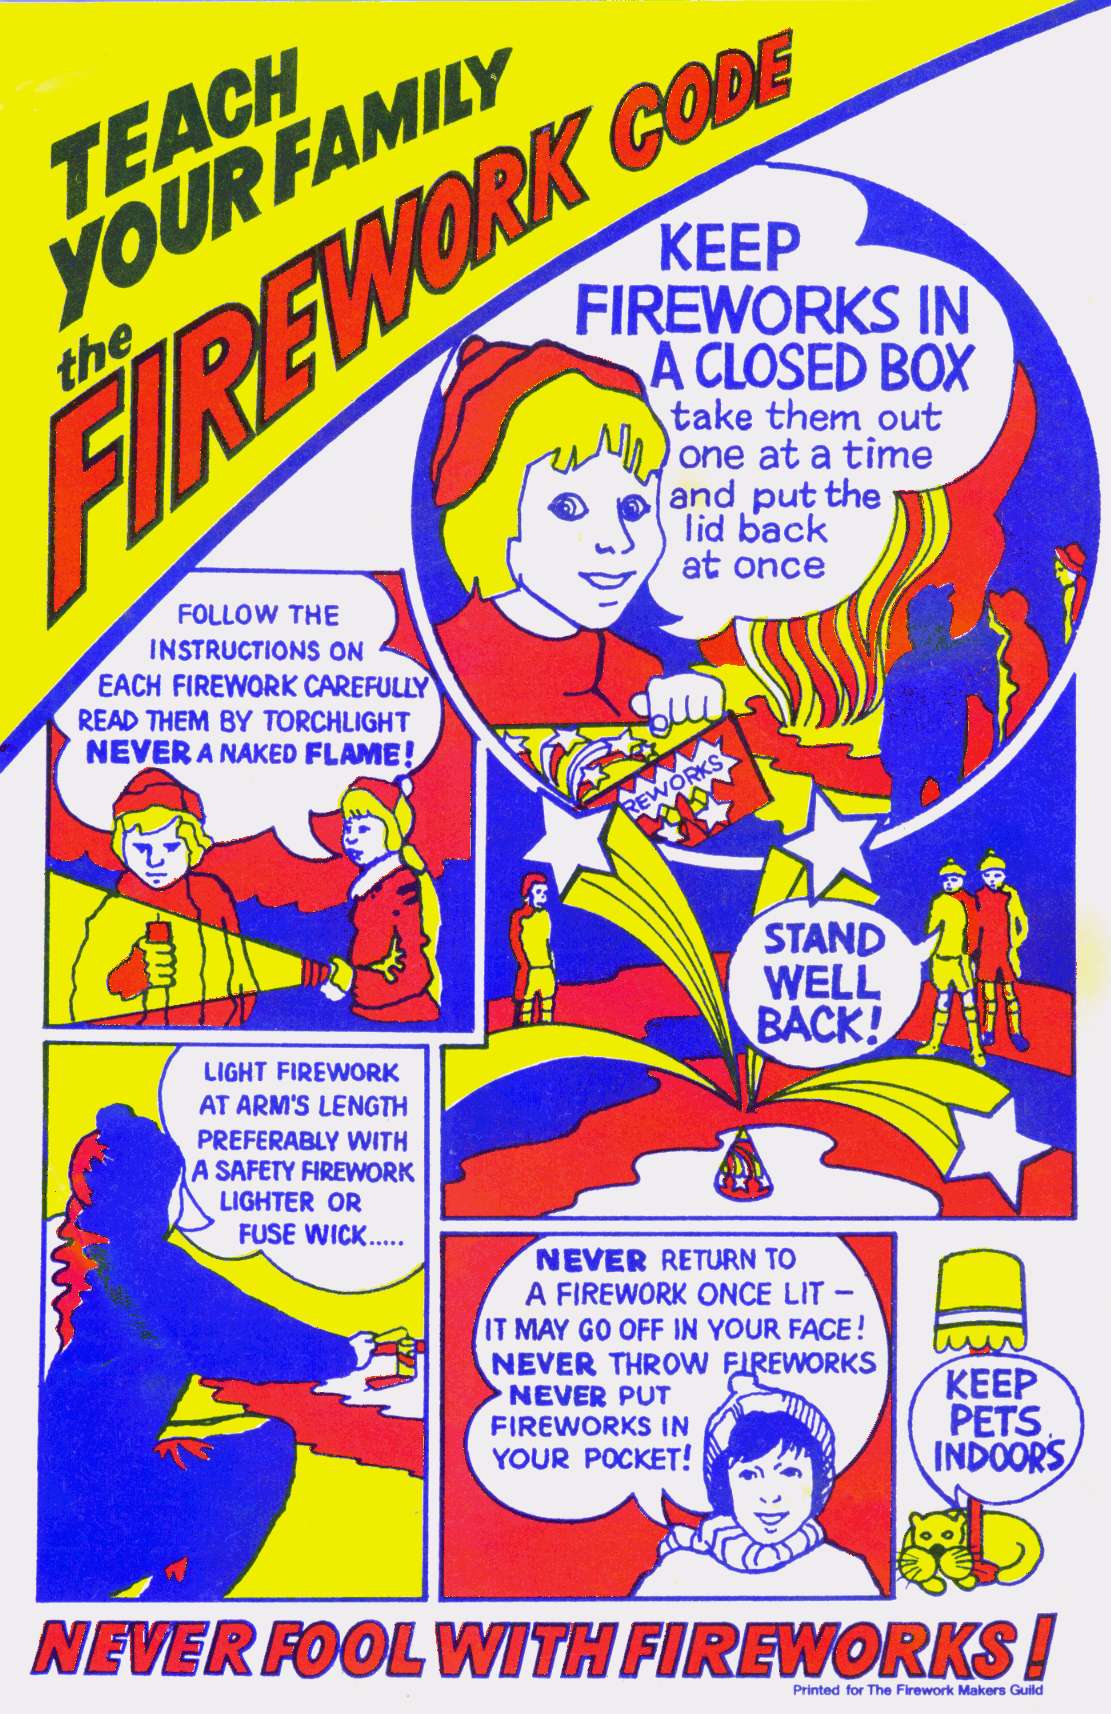 TEACH
YOUR FAMILY
the
FIREWORK CODE
KEEP
FIREWORKS IN
A CLOSED BOX
take them out
one at a time
and put the
lid back
at once
REWORKS
FOLLOW THE
INSTRUCTIONS ON
EACH FIREWORK CAREFULLY
READ THEM BY TORCHLIGHT
NEVER A NAKED FLAME!
STAND
WELL
BACK!
LIGHT FIREWORK
AT ARM'S LENGTH
PREFERABLY WITH
A SAFETY FIREWORK
LIGHTER OR
FUSE WICK.....
NEVER RETURN TO
A FIREWORK ONCE LIT –
IT MAY GO OFF IN YOUR FACE!
NEVER THROW FIREWORKS
NEVER PUT
FIREWORKS IN
YOUR POCKET!
KEEP
PETS
INDOORS
NEVER FOOL WITH FIREWORKS!
Printed for The Firework Makers Guild